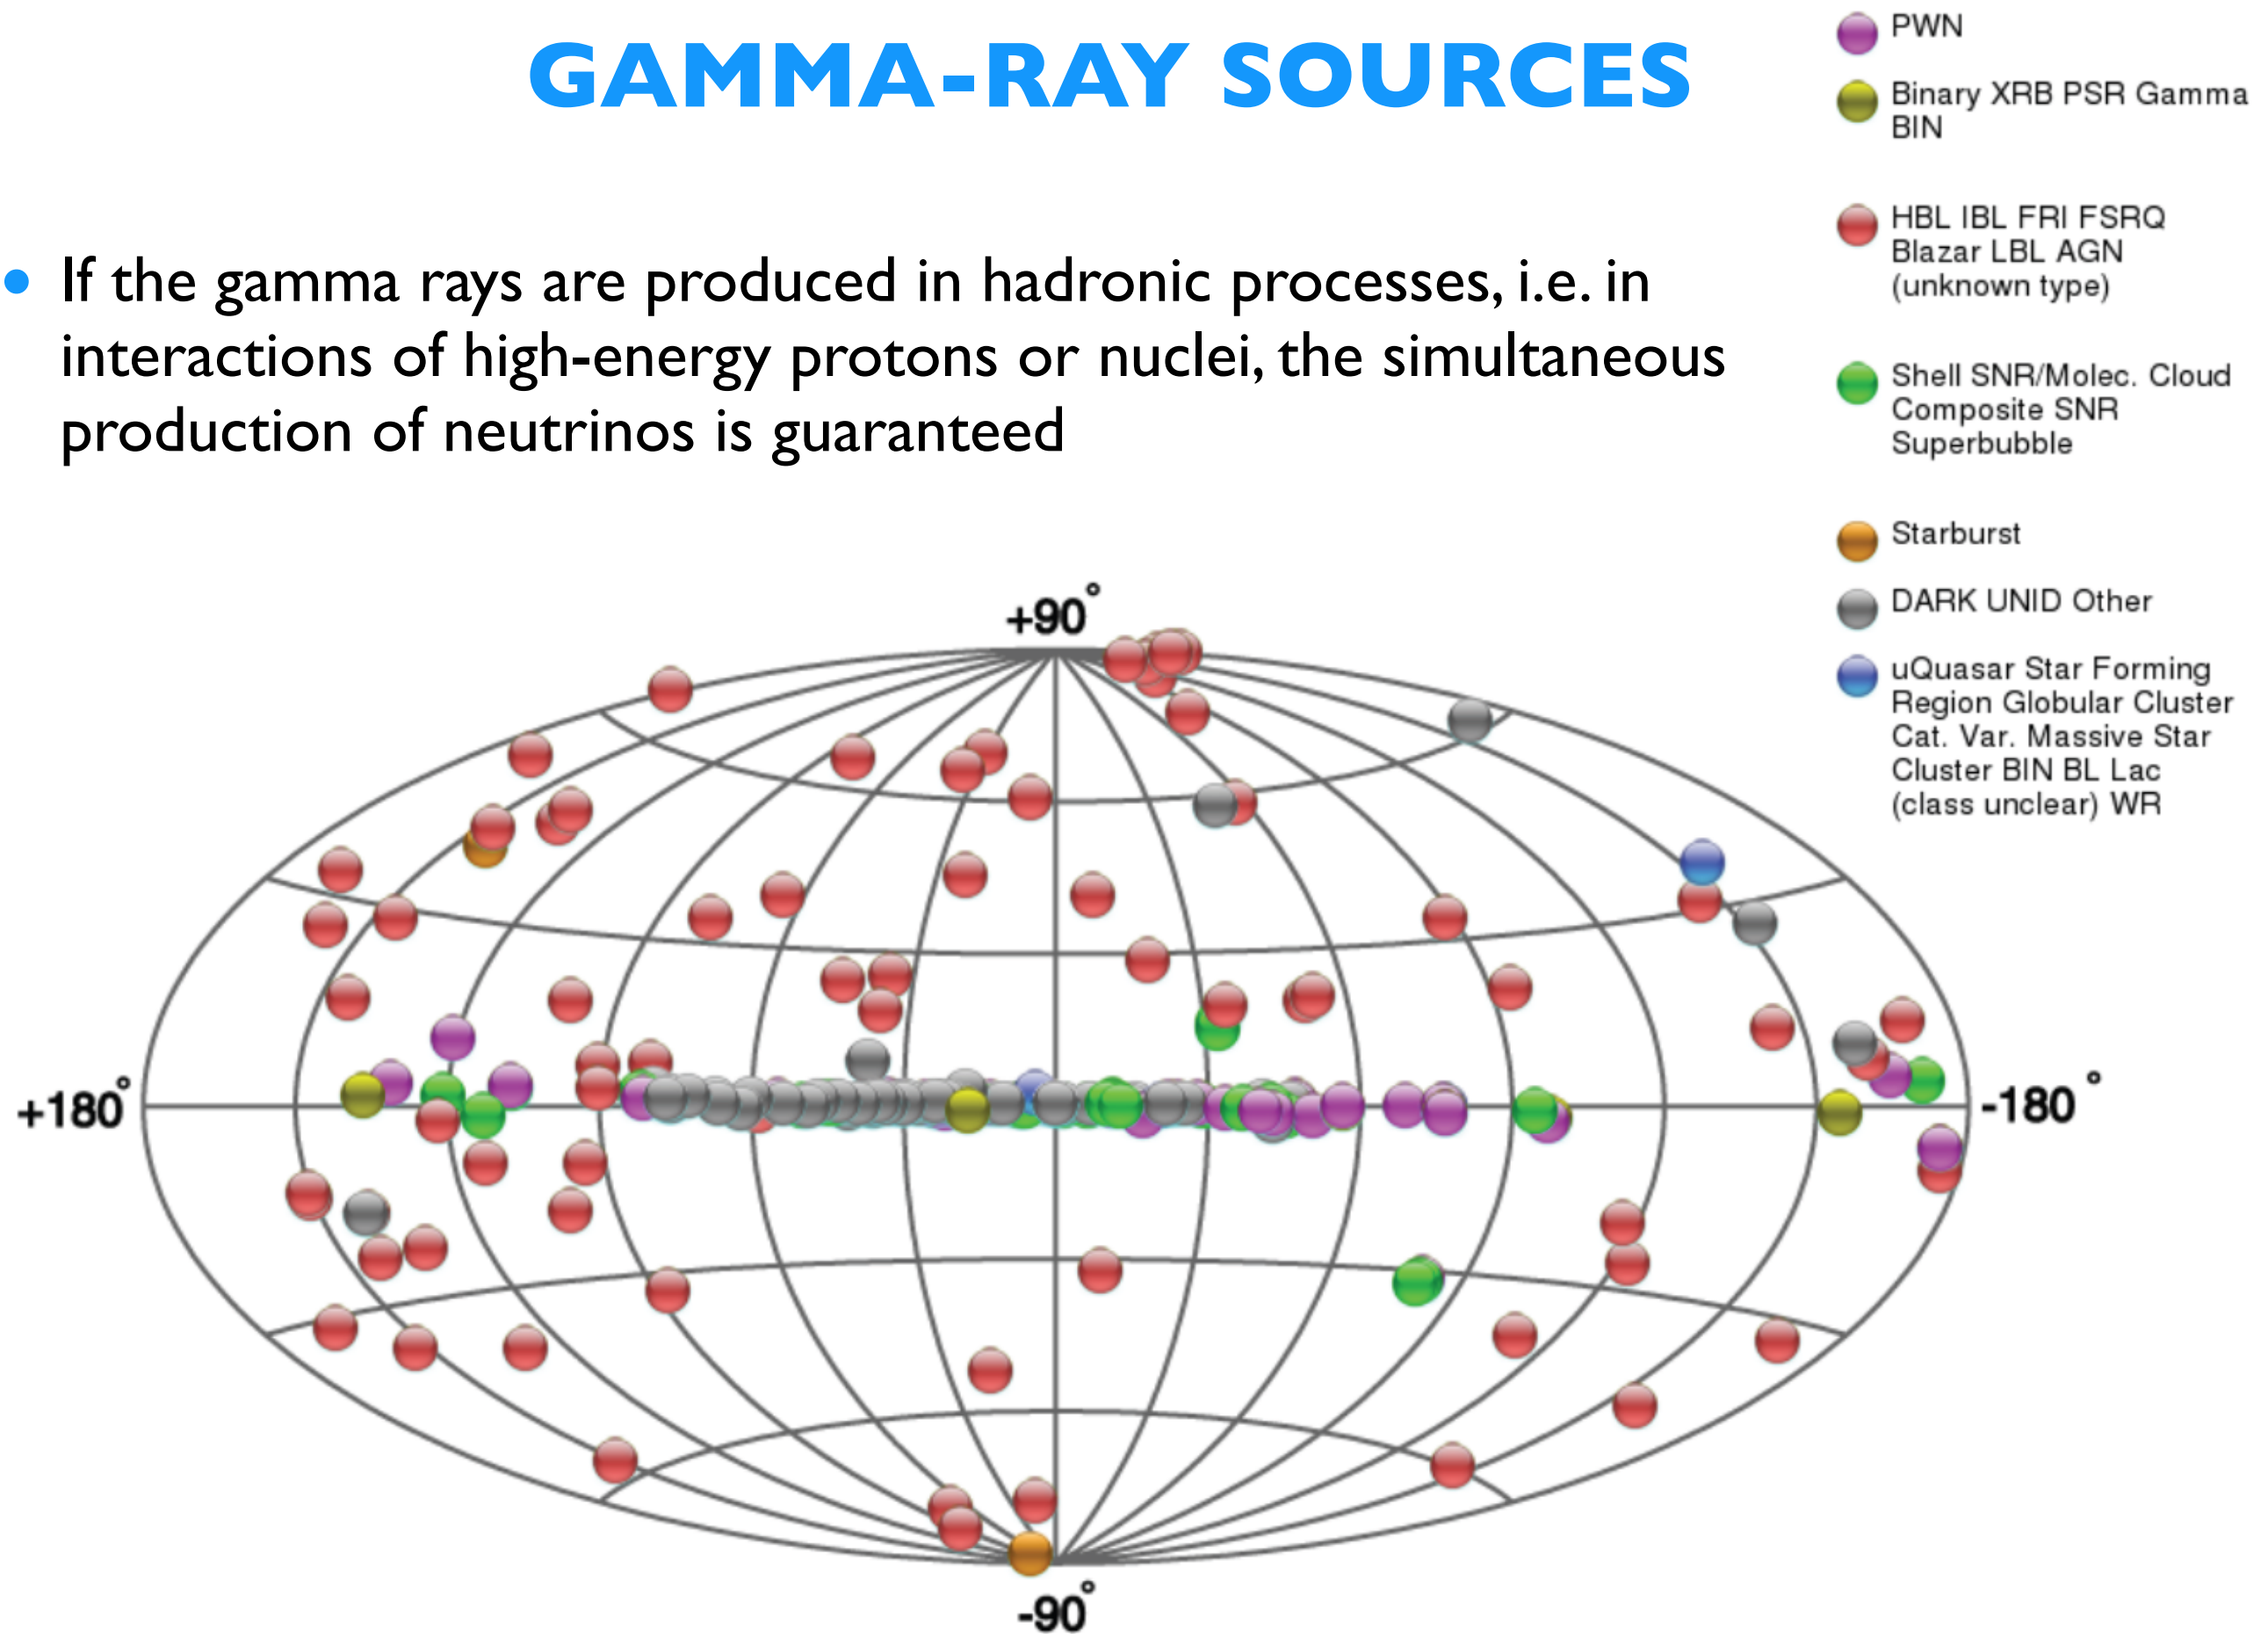 GAMMA-RAY SOURCES
• If the gamma rays are produced in hadronic processes, i.e. in
interactions of high-energy protons or nuclei, the simultaneous
production of neutrinos is guaranteed
PWN
Binary XRB PSR Gamma
BIN
HBL IBL FRI FSRQ
Blazar LBL AGN
(unknown type)
Shell SNR/Molec. Cloud
Composite SNR
Superbubble
Starburst
DARK UNID Other
uQuasar Star Forming
Region Globular Cluster
Cat. Var. Massive Star
Cluster BIN BL Lac
(class unclear) WR
+90°
+180°
-180°
-90°